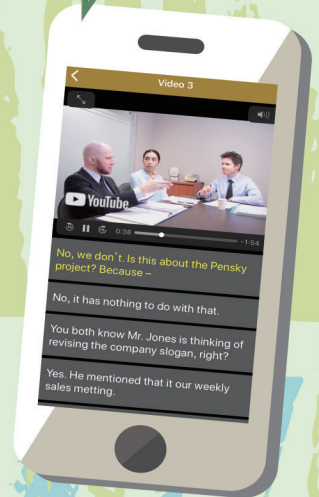 Video 3
YouTube
0:38
-1:54
No, we don't. Is this about the Pensky
project? Because –
No, it has nothing to do with that.
You both know Mr. Jones is thinking of
revising the company slogan, right?
Yes. He mentioned that it our weekly
sales metting.